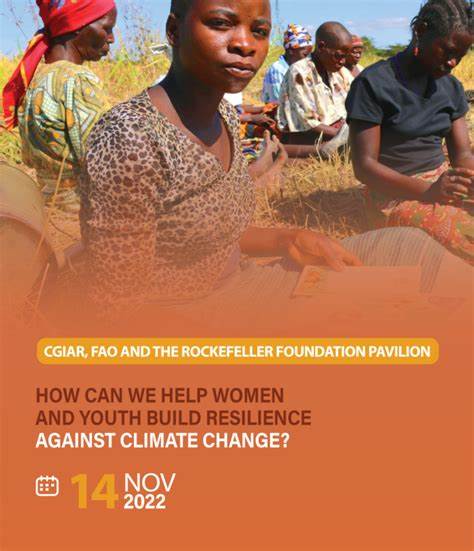 CGIAR, FAO AND THE ROCKEFELLER FOUNDATION PAVILION
HOW CAN WE HELP WOMEN
AND YOUTH BUILD RESILIENCE
AGAINST CLIMATE CHANGE?
14 NOV
2022